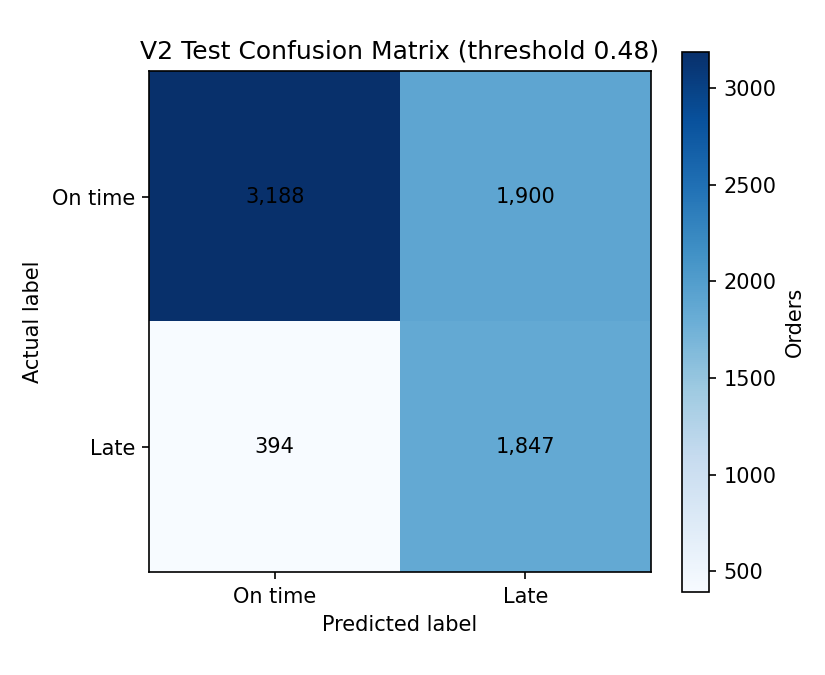 V2 Test Confusion Matrix (threshold 0.48)
On time
3,188
1,900
Late
394
1,847
On time
Late
Predicted label
Actual label
3000
2500
2000
1500
1000
500
Orders